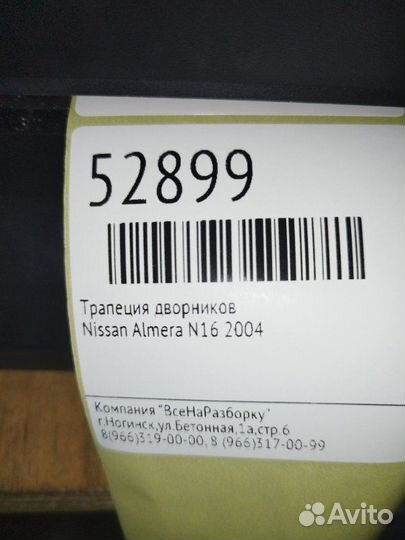 52899
Трапеция дворников
Nissan Almera N16 2004
Компания "ВсеНаРазборку"
г.Ногинск,ул.Бетонная,1а,стр.6
8(966)319-00-00, 8 (966)317-00-99
Avito